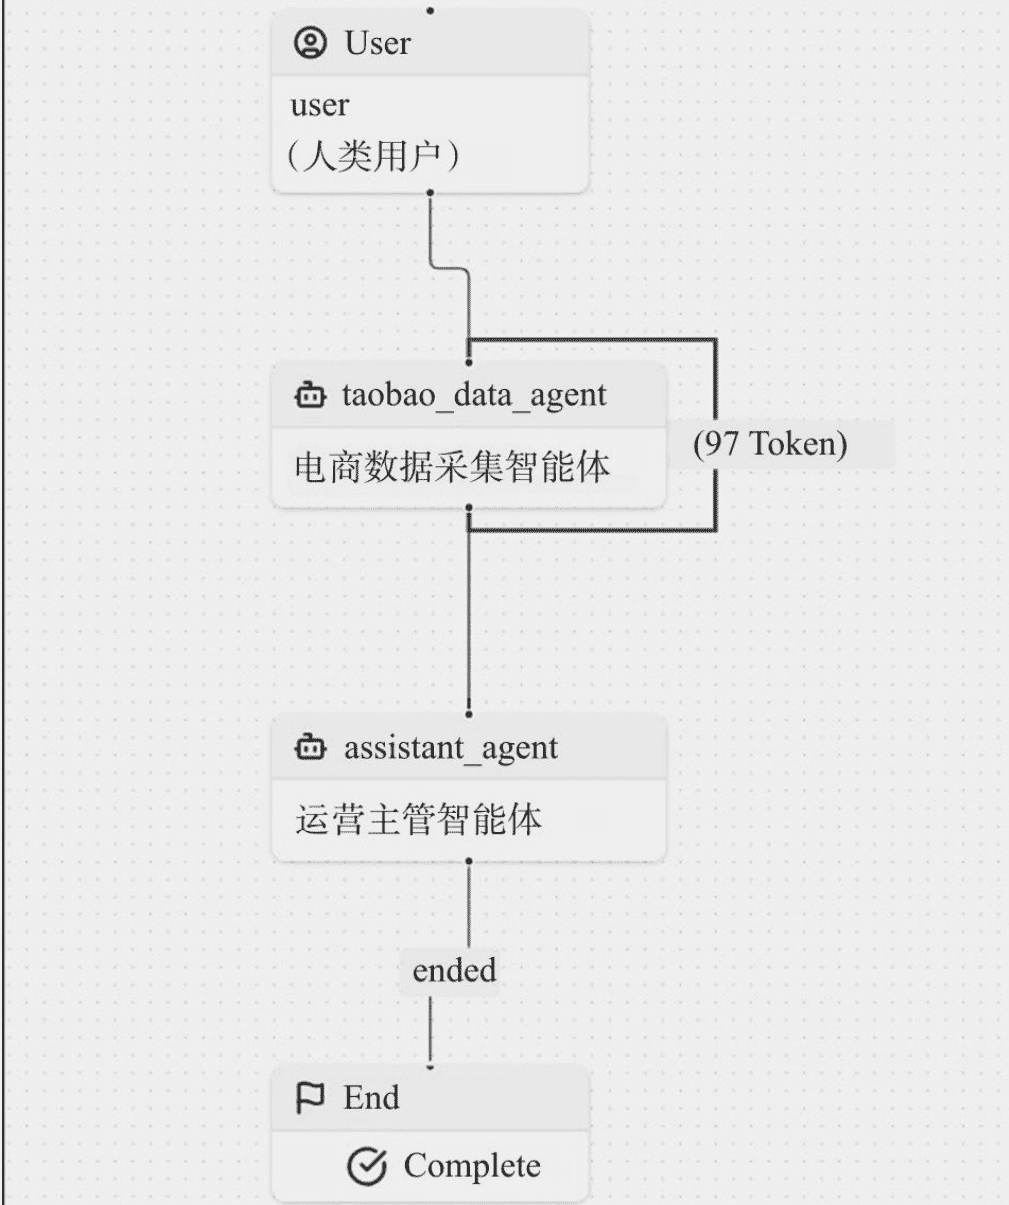 User
user
（人类用户）
taobao_data_agent
(97 Token)
电商数据采集智能体
assistant_agent
运营主管智能体
ended
End
Complete